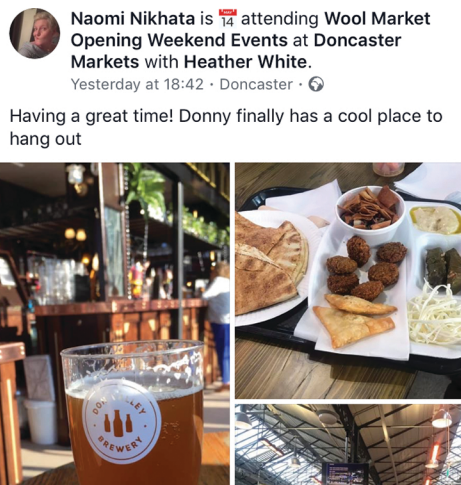 Naomi Nikhata is 14 attending Wool Market
Opening Weekend Events at Doncaster
Markets with Heather White.
Yesterday at 18:42 · Doncaster ·
Having a great time! Donny finally has a cool place to
hang out
BREWERY